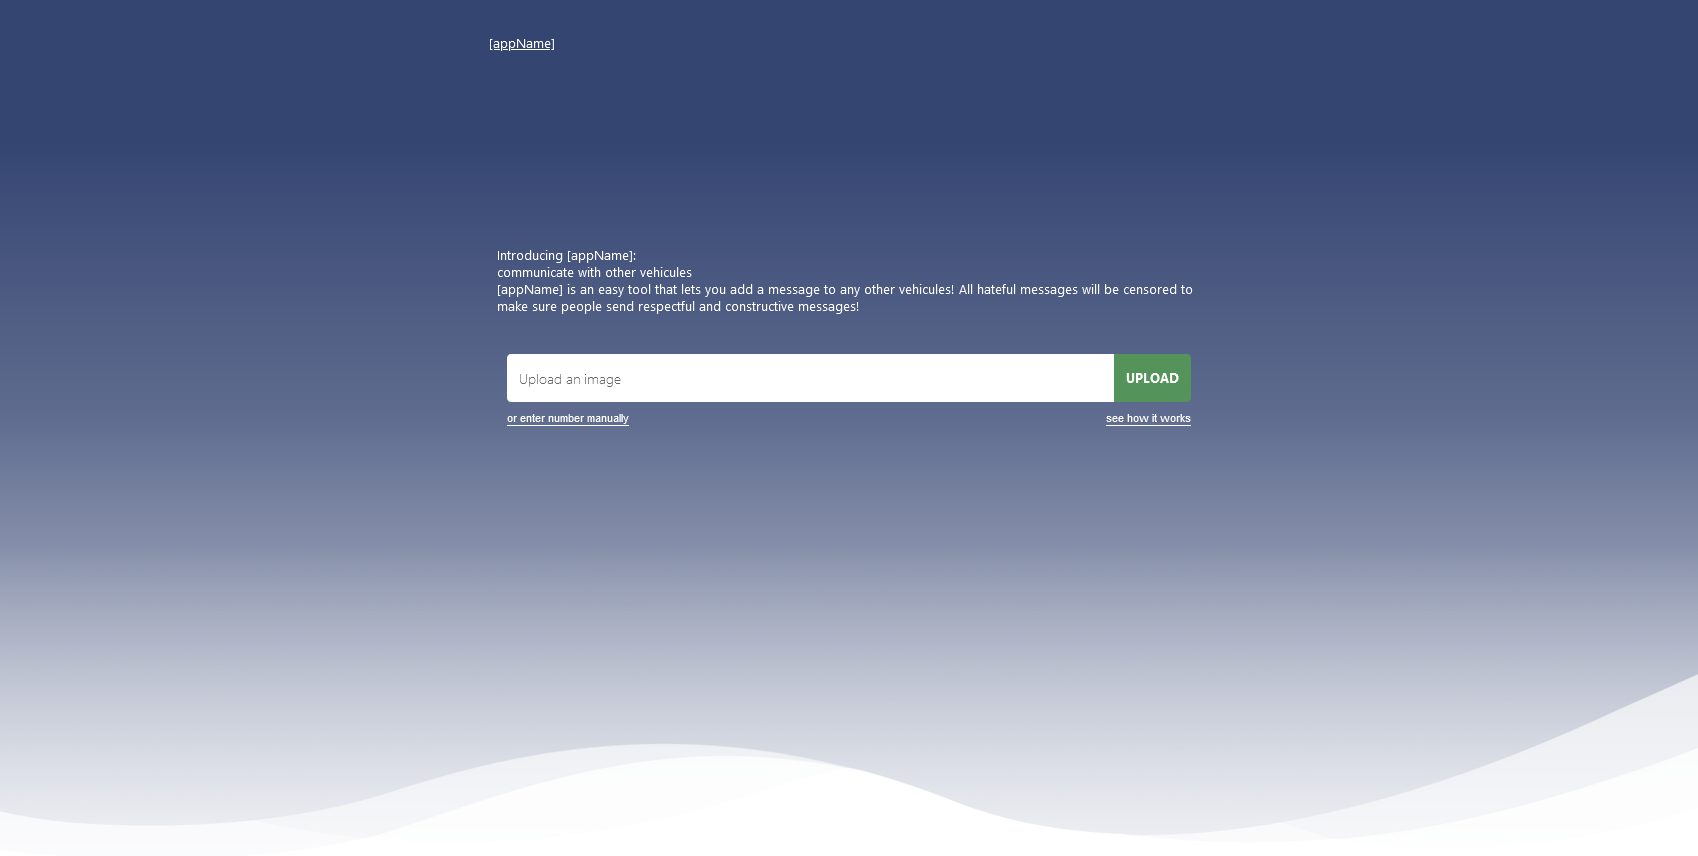 [appName]
Introducing [appName]:
communicate with other vehicules
[appName] is an easy tool that lets you add a message to any other vehicules! All hateful messages will be censored to
make sure people send respectful and constructive messages!
Upload an image
UPLOAD
or enter number manually
see how it works